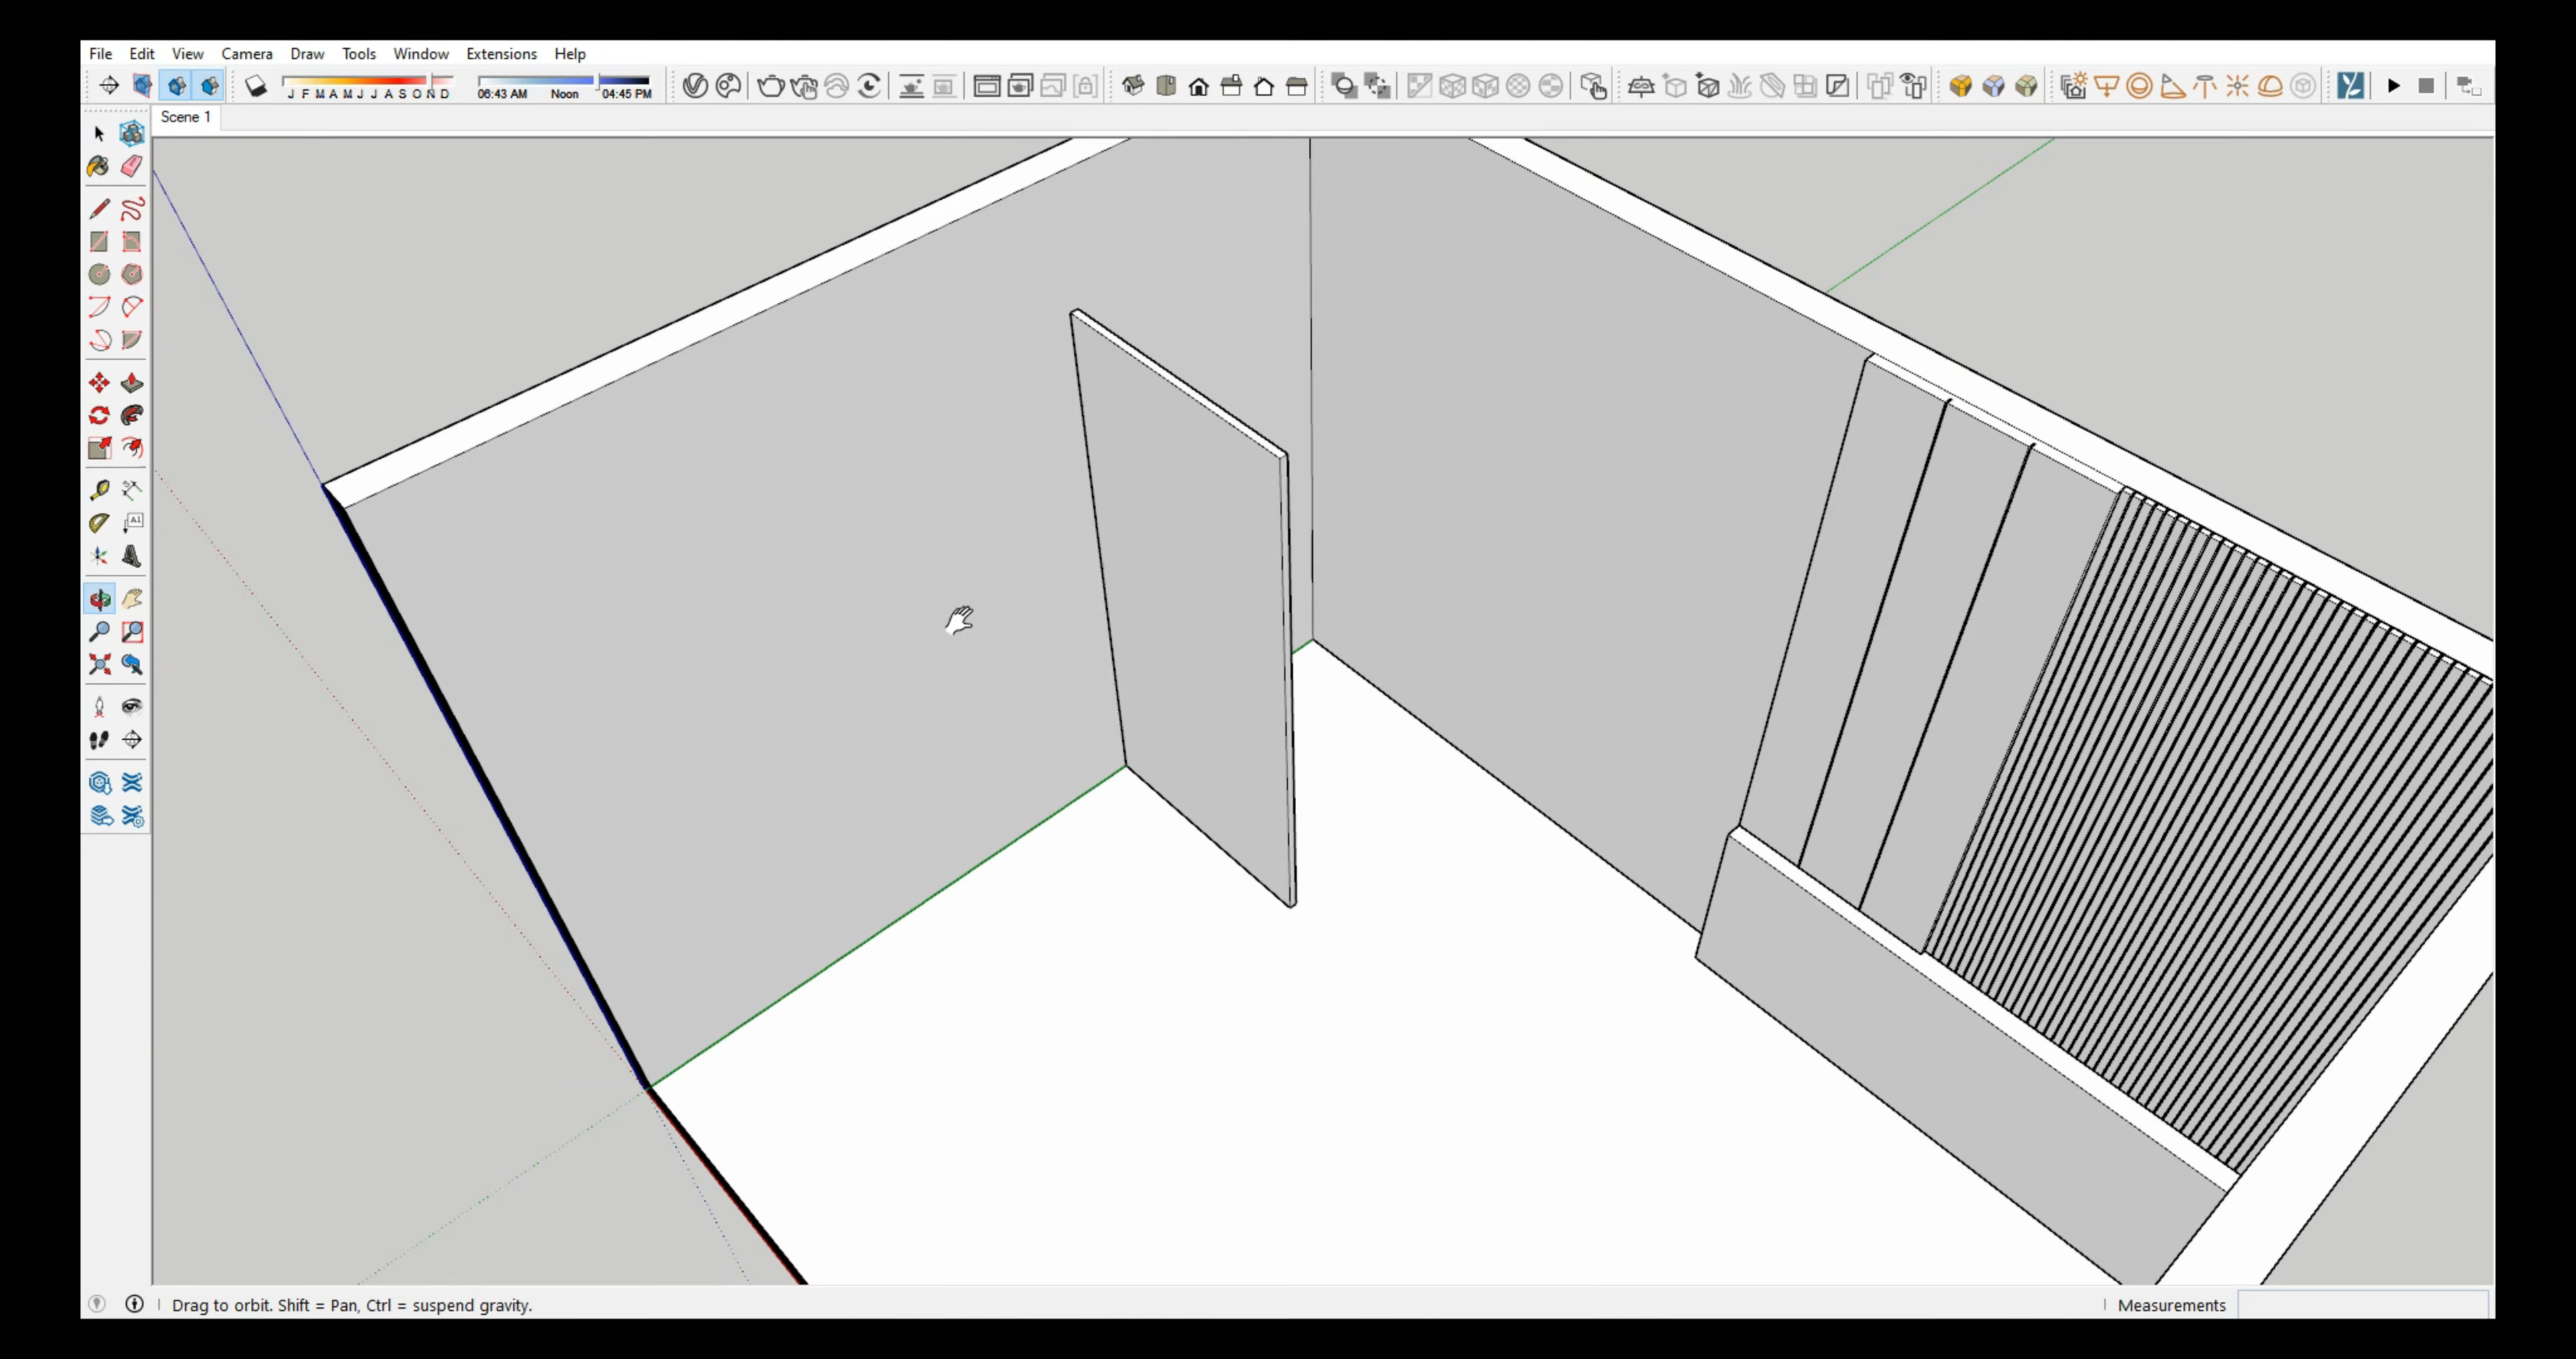 File Edit View Camera Draw Tools Window Extensions Help
J F M A M J J A S O N D 06:43 AM Noon 04:45 PM
Scene 1
A1
Drag to orbit. Shift = Pan, Ctrl = suspend gravity. Measurements